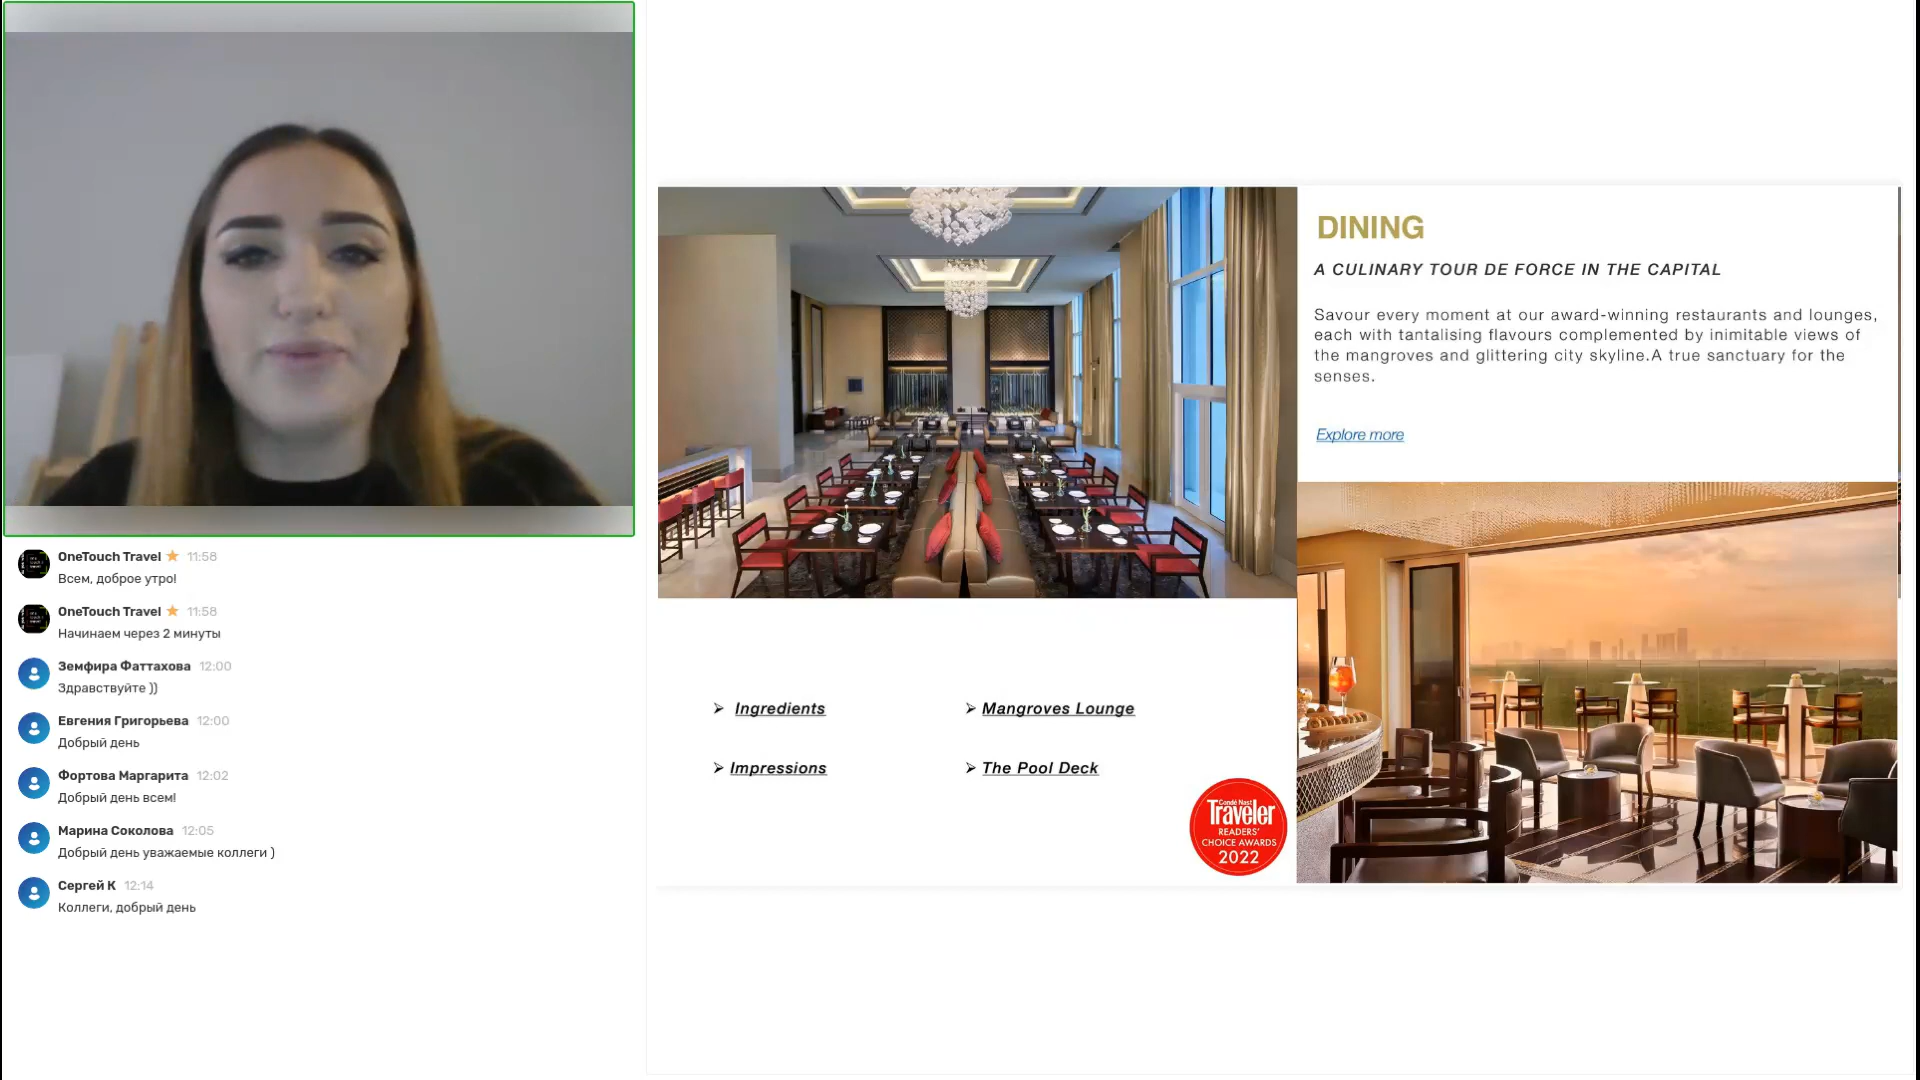 OneTouch Travel 11:58
Всем, доброе утро!
OneTouch Travel 11:58
Начинаем через 2 минуты
Земфира Фаттахова 12:00
Здравствуйте ))
Евгения Григорьева 12:00
Добрый день
Фортова Маргарита 12:02
Добрый день всем!
Марина Соколова 12:05
Добрый день уважаемые коллеги )
Сергей К 12:14
Коллеги, добрый день
DINING
A CULINARY TOUR DE FORCE IN THE CAPITAL
Savour every moment at our award-winning restaurants and lounges,
each with tantalising flavours complemented by inimitable views of
the mangroves and glittering city skyline.A true sanctuary for the
senses.
Explore more
➢ Ingredients
➢ Mangroves Lounge
➢ Impressions
➢ The Pool Deck
Condé Nast
Traveler
READERS'
CHOICE AWARDS
2022